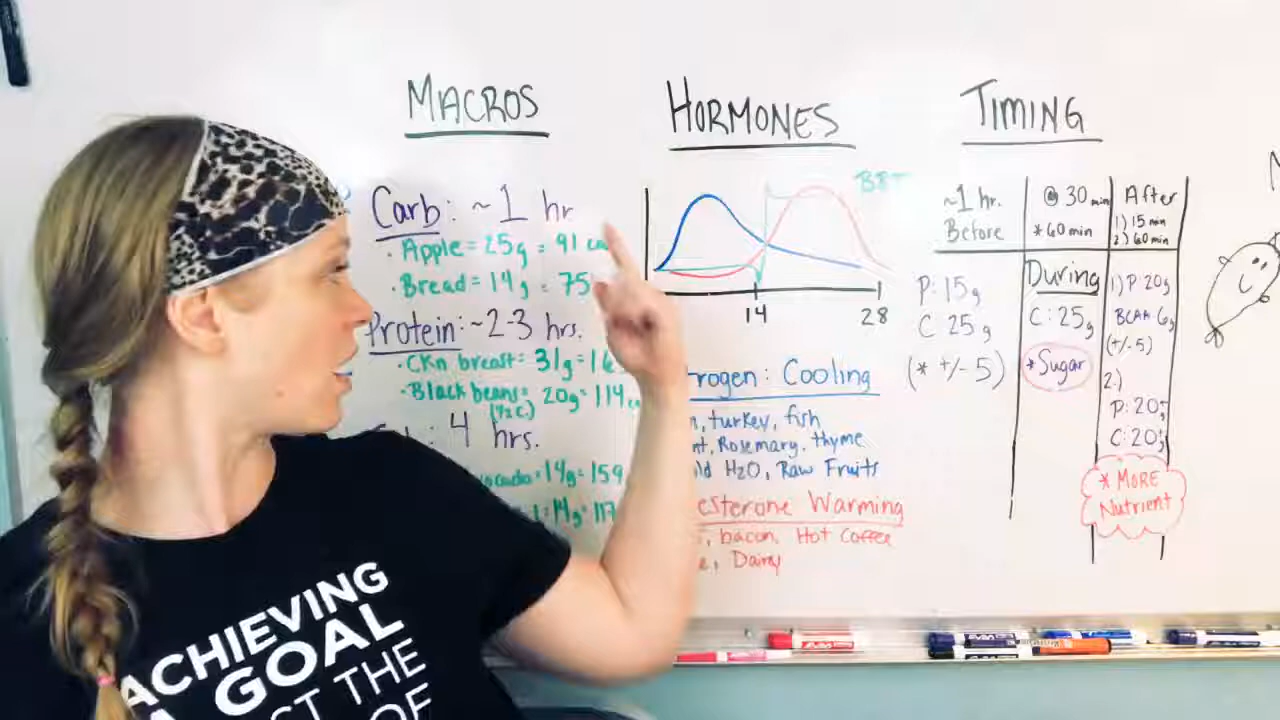 MACROS
Carb: ~ 1 hr
· Apple = 25g = 91
· Bread = 14g = 75
Protein: ~2-3 hrs.
· CKn breast = 31g =
· Black beans = 20g = 114
(1/2 c)
4 hrs.
= 14g = 159
14g = 117
HORMONES
BBT
14
28
: Cooling
, turkey, fish
, Rosemary, thyme
H2O, Raw Fruits
Warming
, bacon, Hot Coffee
, Dairy
TIMING
~1 hr.
Before
P: 15g
C: 25g
(* +/- 5)
@ 30 min
* 60 min
During
C: 25g
* Sugar
After
1) 15 min
2) 60 min
1) P 20g
BCAA 6g
(+/-5)
2.)
P: 20g
C: 20g
* MORE
Nutrient
ACHIEVING
A GOAL
THE
OF